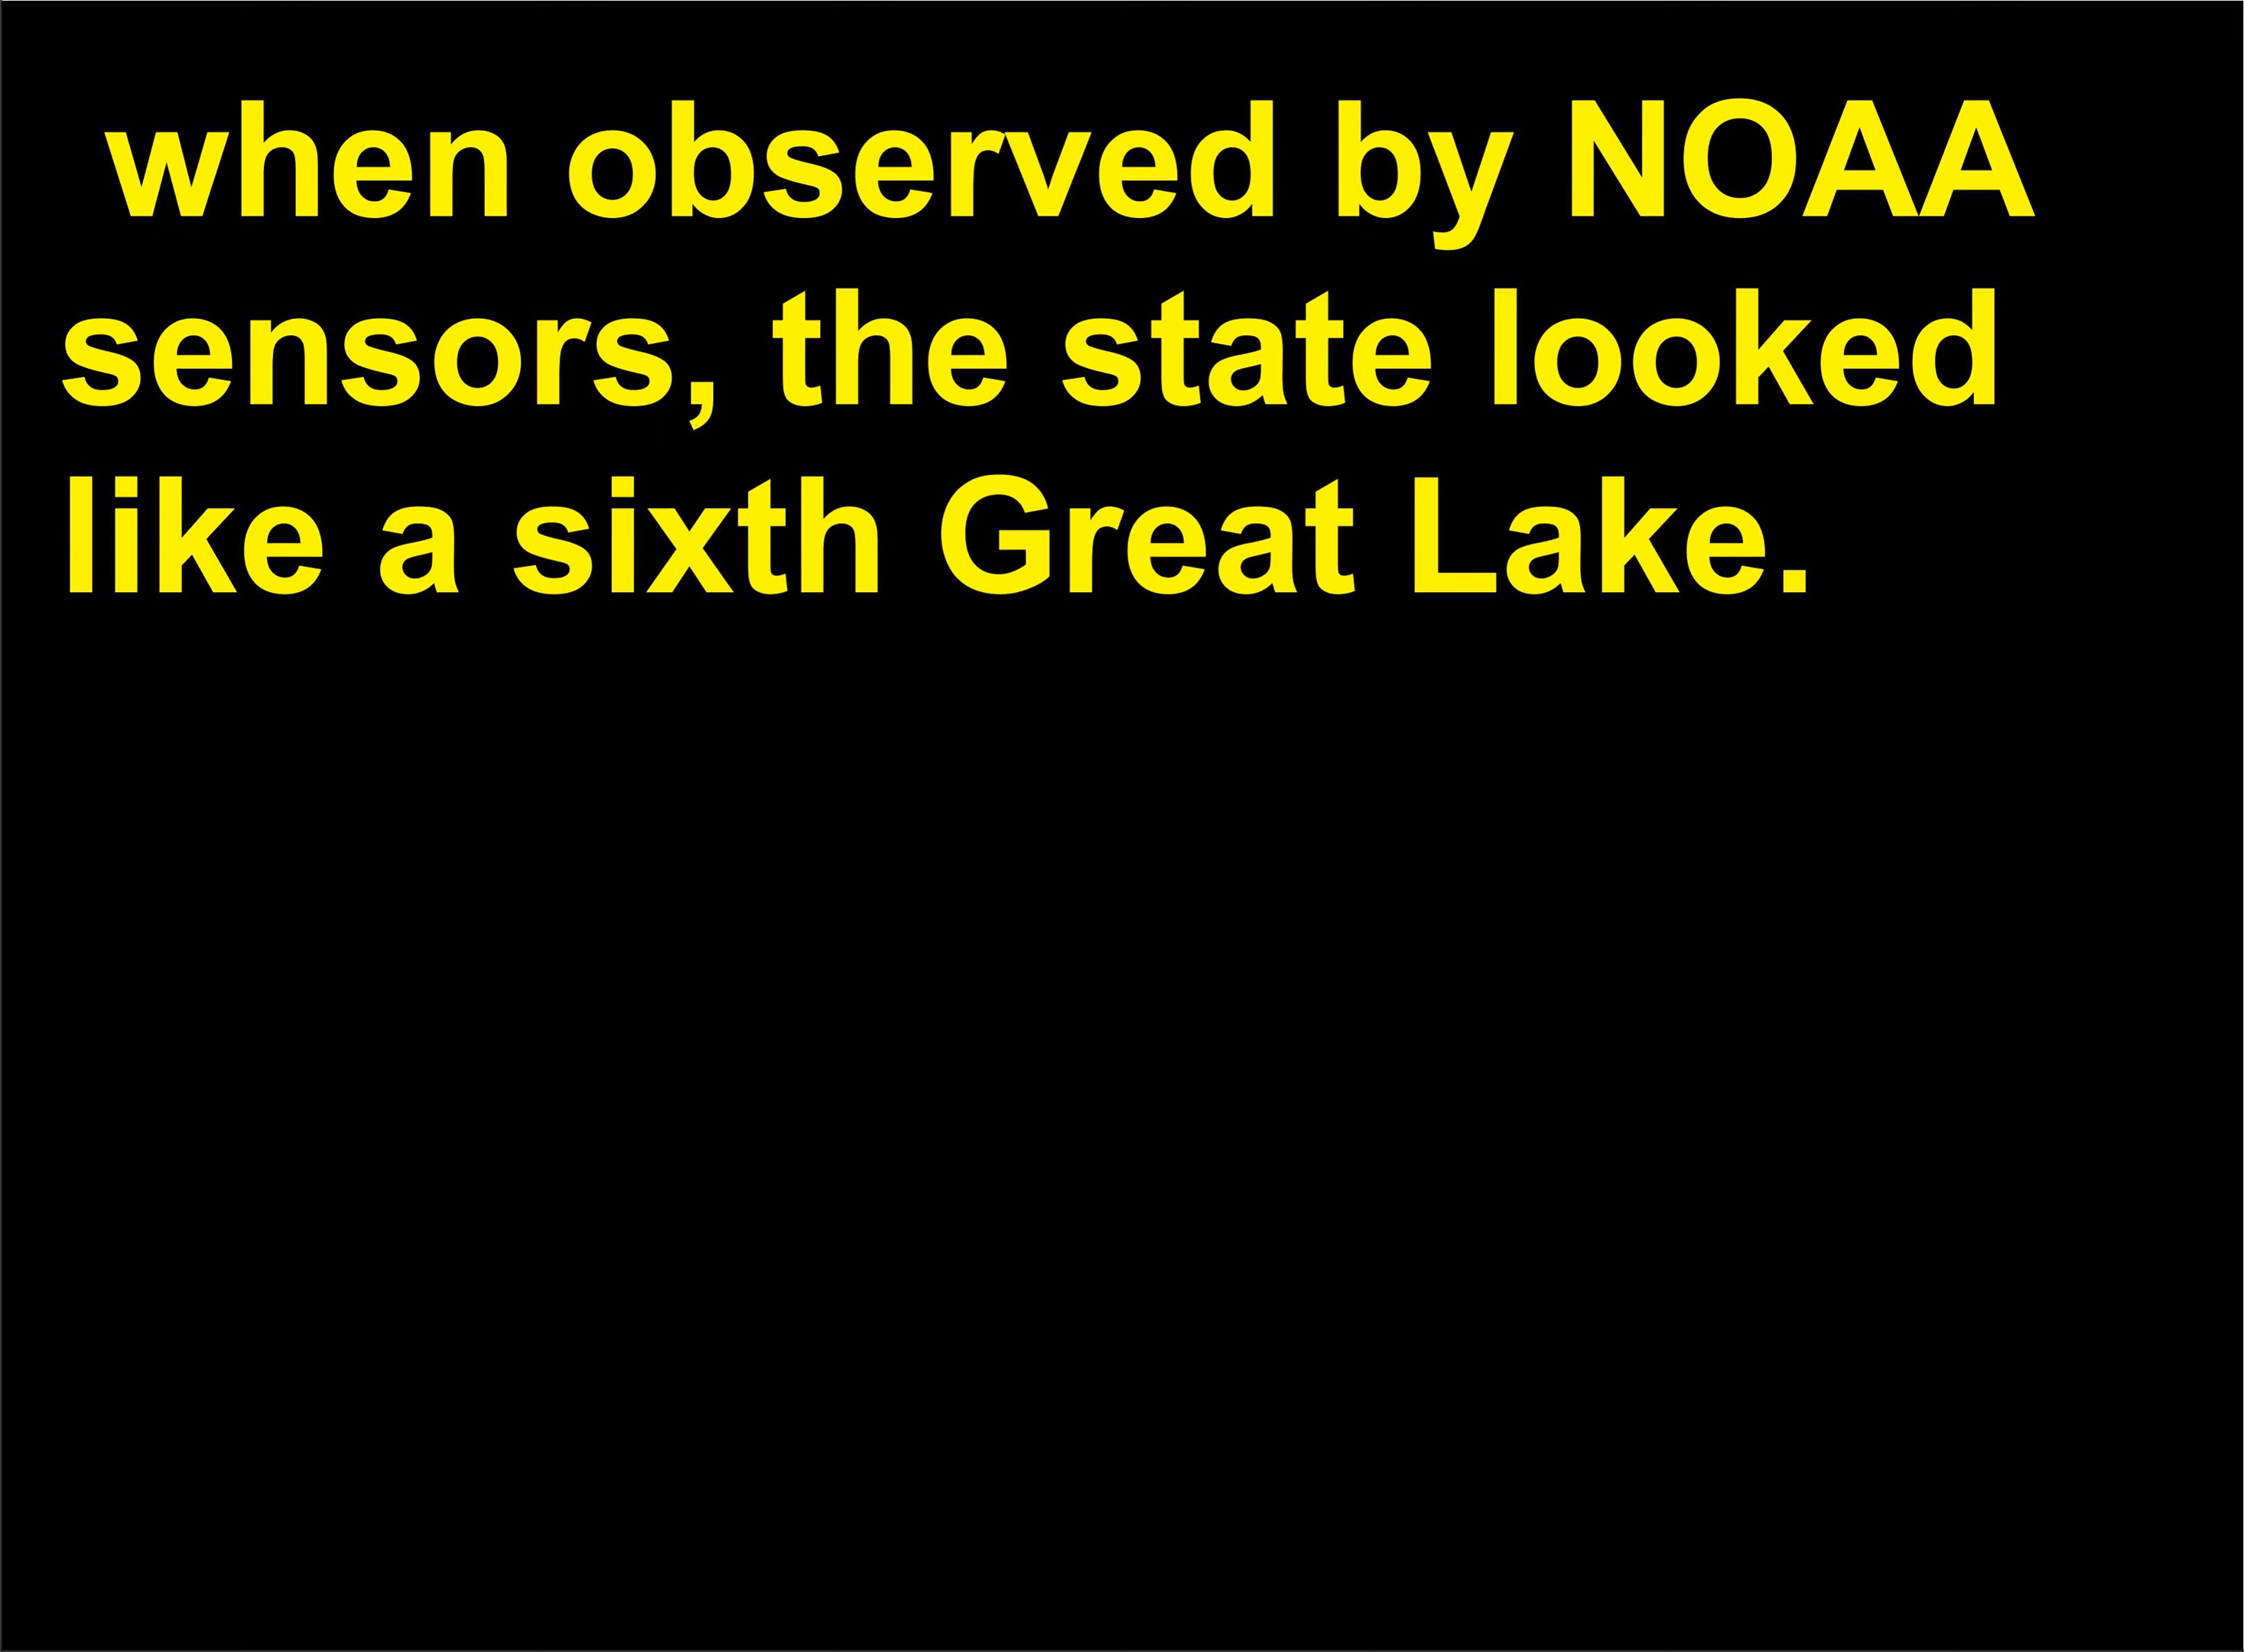 when observed by NOAA
sensors, the state looked
like a sixth Great Lake.